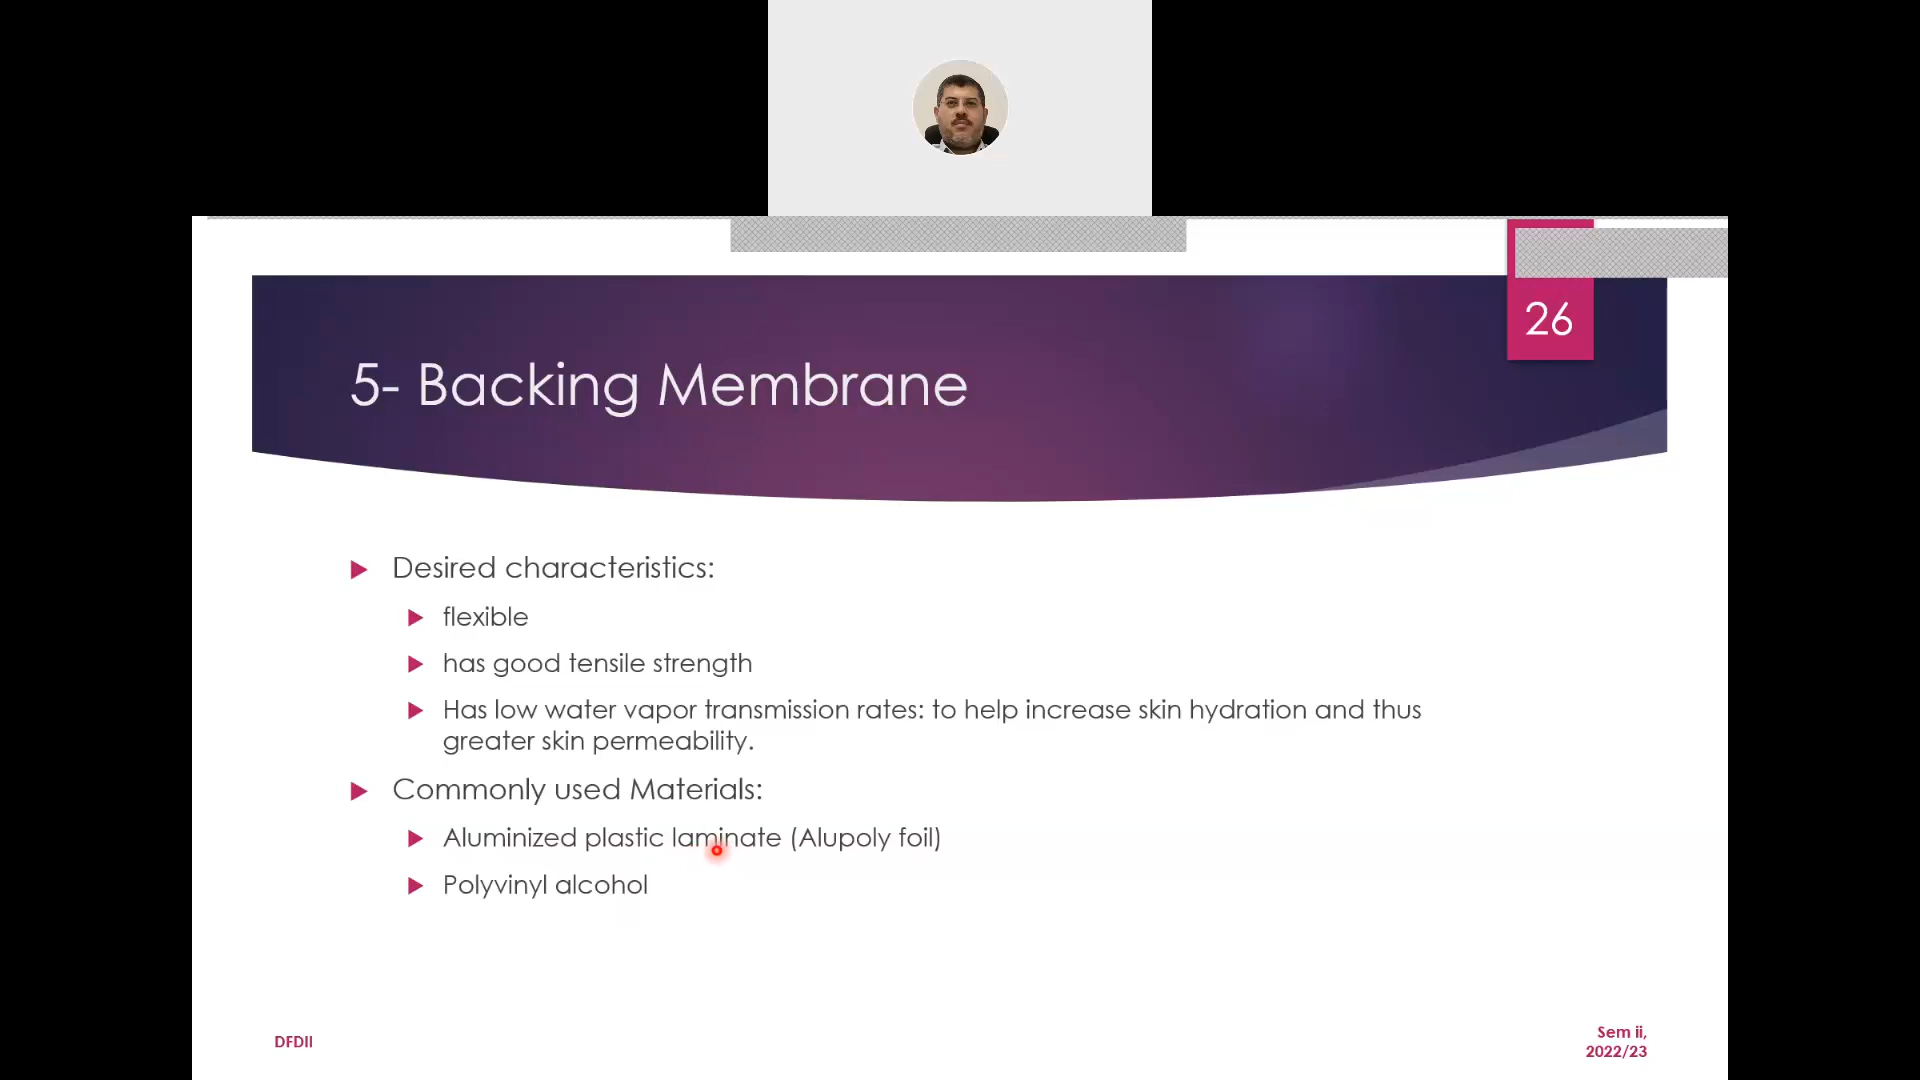 26
5- Backing Membrane
Desired characteristics:
flexible
has good tensile strength
Has low water vapor transmission rates: to help increase skin hydration and thus
greater skin permeability.
Commonly used Materials:
Aluminized plastic laminate (Alupoly foil)
Polyvinyl alcohol
DFDII
Sem ii,
2022/23